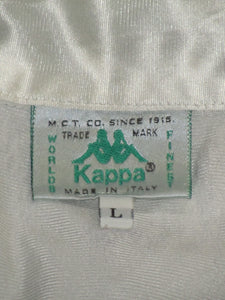 M.C.T. CO. SINCE 1915.
TRADE MARK
WORLDS
FINEST
Kappa®
MADE IN ITALY
L